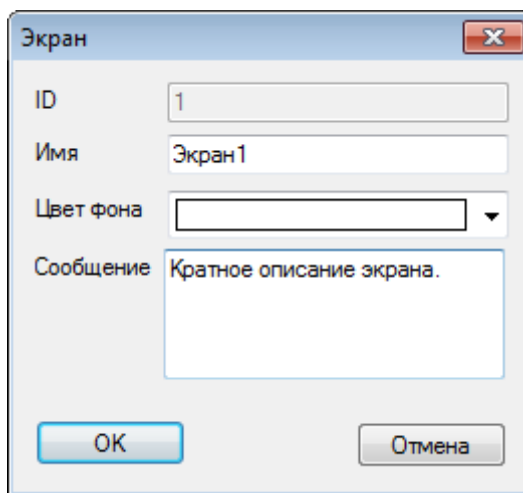 Экран
ID 1
Имя Экран1
Цвет фона
Сообщение Кратное описание экрана.
OK Отмена